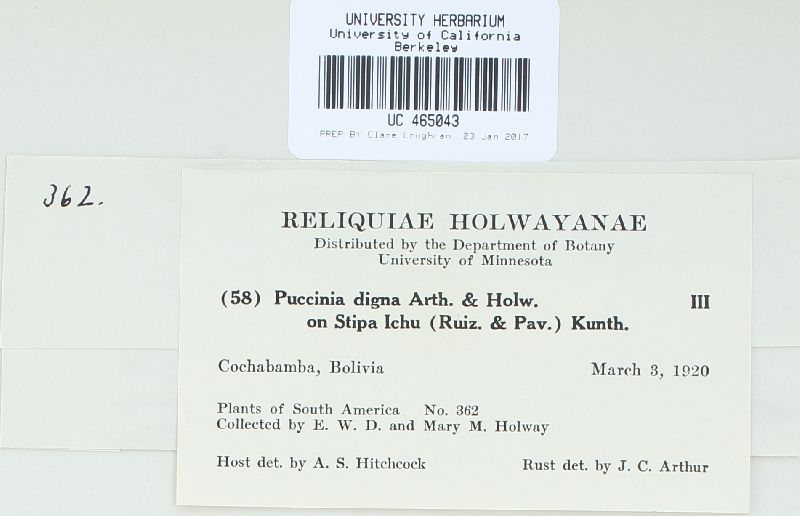 UNIVERSITY HERBARIUM
University of California
Berkeley
UC 465043
PREP BY Clare Loughran 23 Jan 2017
362.
RELIQUIAE HOLWAYANAE
Distributed by the Department of Botany
University of Minnesota
(58) Puccinia digna Arth. & Holw. III
on Stipa Ichu (Ruiz. & Pav.) Kunth.
Cochabamba, Bolivia March 3, 1920
Plants of South America No. 362
Collected by E. W. D. and Mary M. Holway
Host det. by A. S. Hitchcock Rust det. by J. C. Arthur